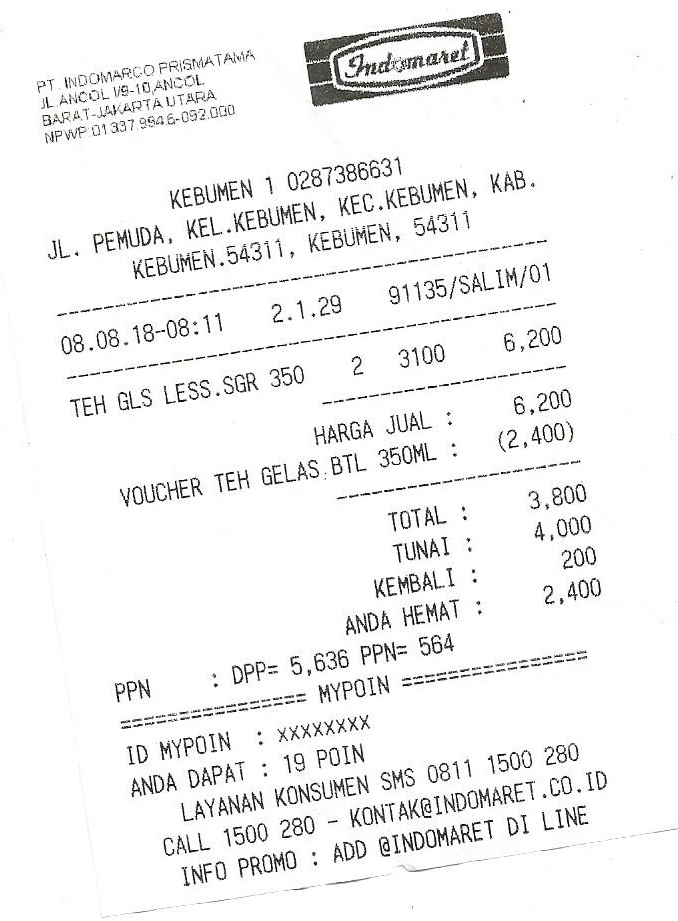 PT. INDOMARCO PRISMATAMA
JL.ANCOL I/9-10,ANCOL
BARAT-JAKARTA UTARA
NPWP:01.337.994.6-092.000
Indomaret
KEBUMEN 1 0287386631
JL. PEMUDA, KEL.KEBUMEN, KEC.KEBUMEN, KAB.
KEBUMEN.54311, KEBUMEN, 54311
08.08.18-08:11 2.1.29 91135/SALIM/01
TEH GLS LESS.SGR 350 2 3100 6,200
HARGA JUAL : 6,200
VOUCHER TEH GELAS BTL 350ML : (2,400)
TOTAL : 3,800
TUNAI : 4,000
KEMBALI : 200
ANDA HEMAT : 2,400
PPN : DPP= 5,636 PPN= 564
================ MYPOIN ================
ID MYPOIN : xxxxxxxx
ANDA DAPAT : 19 POIN
LAYANAN KONSUMEN SMS 0811 1500 280
CALL 1500 280 - KONTAK@INDOMARET.CO.ID
INFO PROMO : ADD @INDOMARET DI LINE